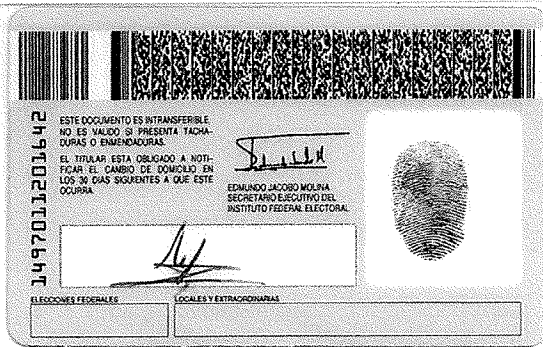 1497011201642
ESTE DOCUMENTO ES INTRANSFERIBLE
NO ES VALIDO SI PRESENTA TACHA-
DURAS O ENMENDADURAS.
EL TITULAR ESTA OBLIGADO A NOTI-
FICAR EL CAMBIO DE DOMICILIO EN
LOS 30 DIAS SIGUIENTES A QUE ESTE
OCURRA
EDMUNDO JACOBO MOLINA
SECRETARIO EJECUTIVO DEL
INSTITUTO FEDERAL ELECTORAL
ELECCIONES FEDERALES
LOCALES Y EXTRAORDINARIAS